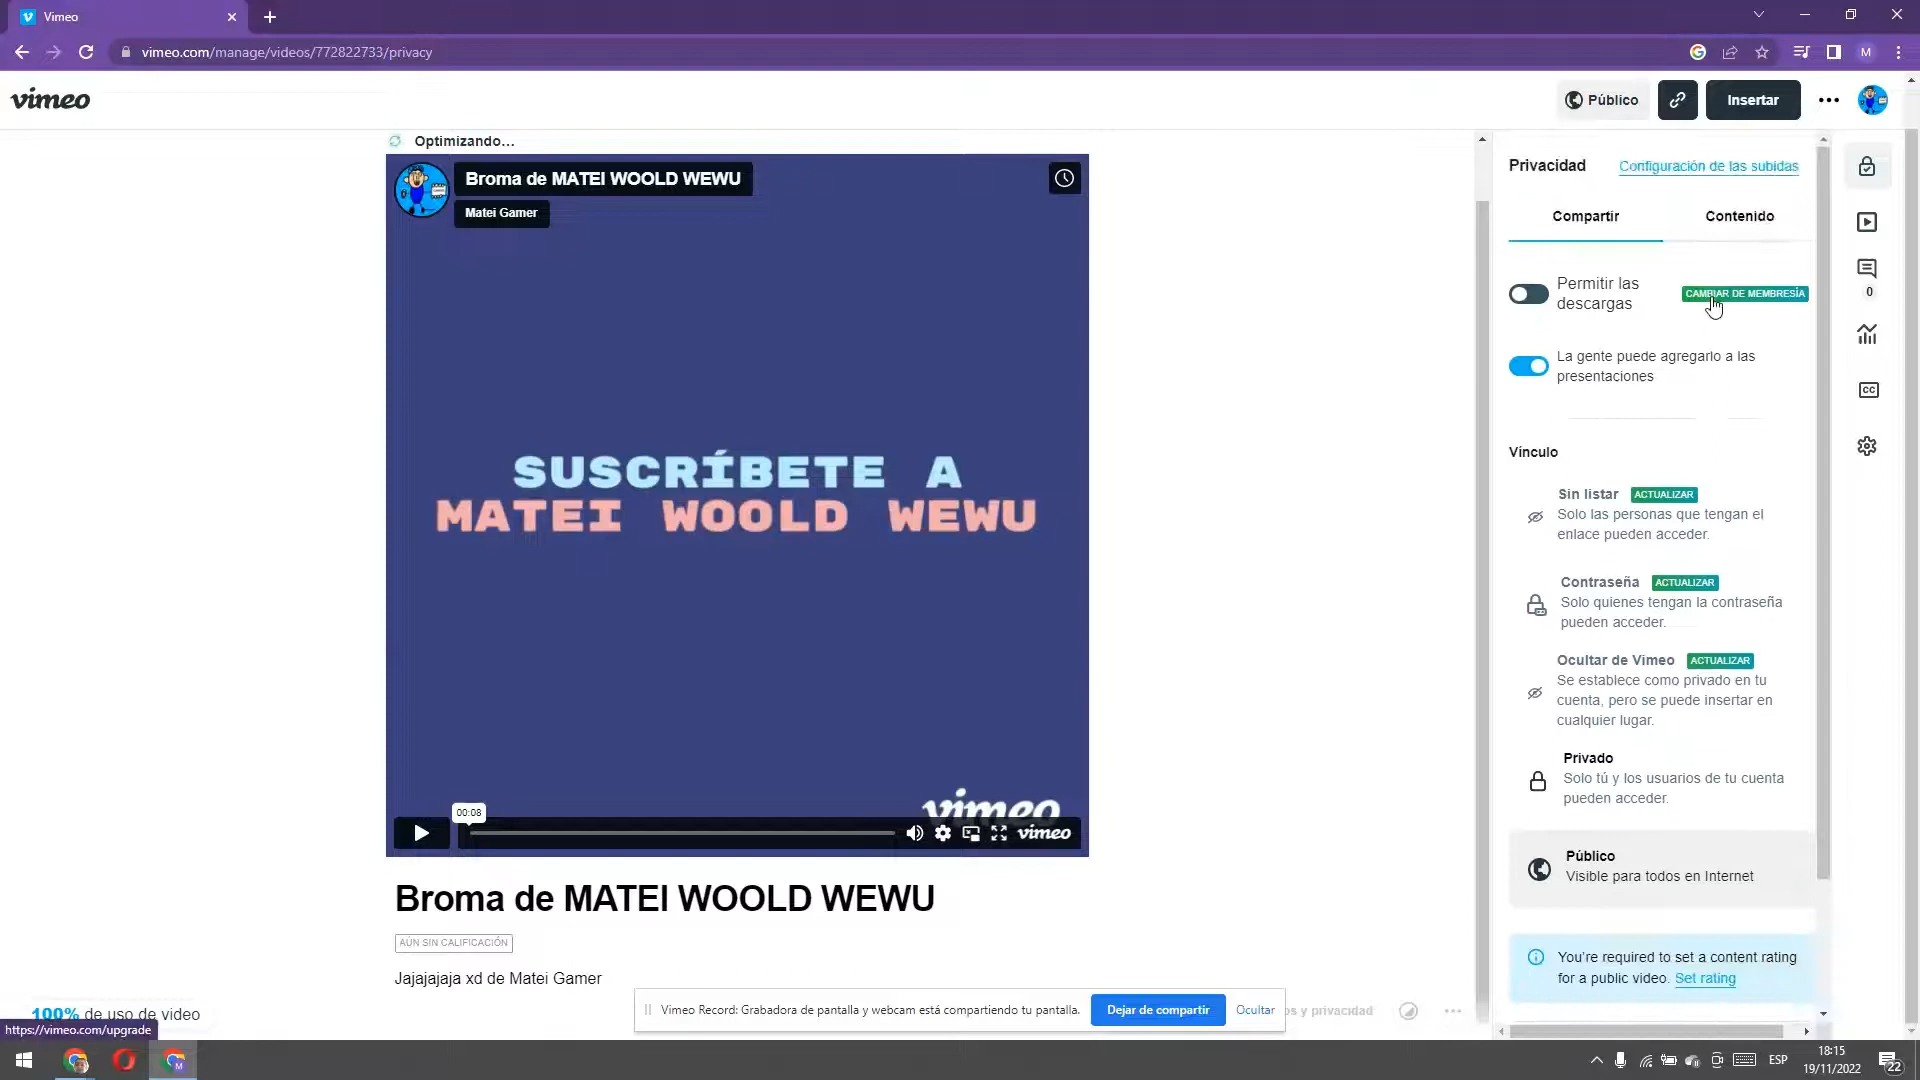 Vimeo
vimeo.com/manage/videos/772822733/privacy
M
vimeo
Público
Insertar
Optimizando...
Broma de MATEI WOOLD WEWU
Matei Gamer
SUSCRÍBETE A
MATEI WOOLD WEWU
vimeo
00:08
vimeo
Broma de MATEI WOOLD WEWU
AÚN SIN CALIFICACIÓN
Jajajajaja xd de Matei Gamer
100% de uso de video
https://vimeo.com/upgrade
Vimeo Record: Grabadora de pantalla y webcam está compartiendo tu pantalla.
Dejar de compartir
Ocultar
os y privacidad
Privacidad
Configuración de las subidas
Compartir
Contenido
Permitir las
descargas
CAMBIAR DE MEMBRESÍA
La gente puede agregarlo a las
presentaciones
Vínculo
Sin listar ACTUALIZAR
Solo las personas que tengan el
enlace pueden acceder.
Contraseña ACTUALIZAR
Solo quienes tengan la contraseña
pueden acceder.
Ocultar de Vimeo ACTUALIZAR
Se establece como privado en tu
cuenta, pero se puede insertar en
cualquier lugar.
Privado
Solo tú y los usuarios de tu cuenta
pueden acceder.
Público
Visible para todos en Internet
You're required to set a content rating
for a public video. Set rating
0
CC
M
ESP
18:15
19/11/2022
22